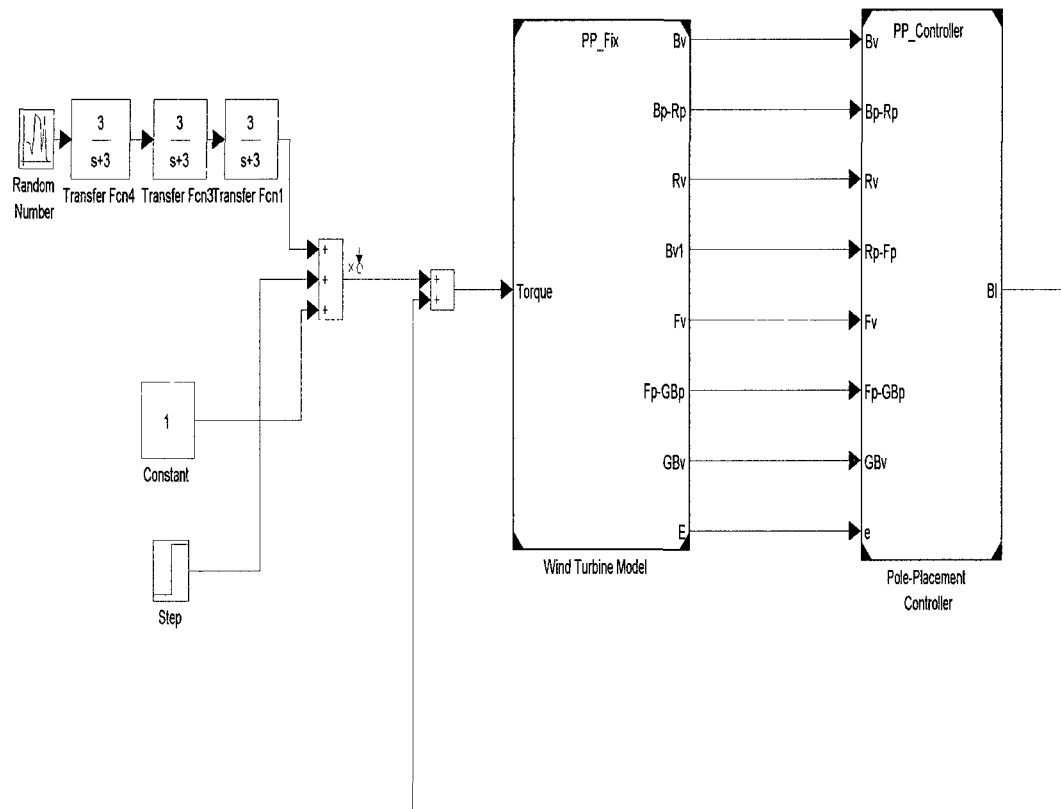 PP_Fix
Bv
Bp-Rp
Rv
Bv1
Fv
Fp-GBp
GBv
E
Torque
Wind Turbine Model
PP_Controller
Bv
Bp-Rp
Rv
Rp-Fp
Fv
Fp-GBp
GBv
e
BI
Pole-Placement
Controller
Random
Number
3
s+3
Transfer Fcn4
3
s+3
Transfer Fcn3
3
s+3
Transfer Fcn1
+
+
+
+
+
1
Constant
Step